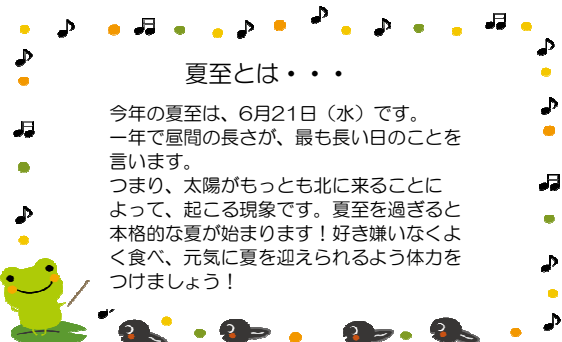 夏至とは・・・
今年の夏至は、6月21日（水）です。
一年で昼間の長さが、最も長い日のことを
言います。
つまり、太陽がもっとも北に来ることに
よって、起こる現象です。夏至を過ぎると
本格的な夏が始まります！好き嫌いなくよ
く食べ、元気に夏を迎えられるよう体力を
つけましょう！